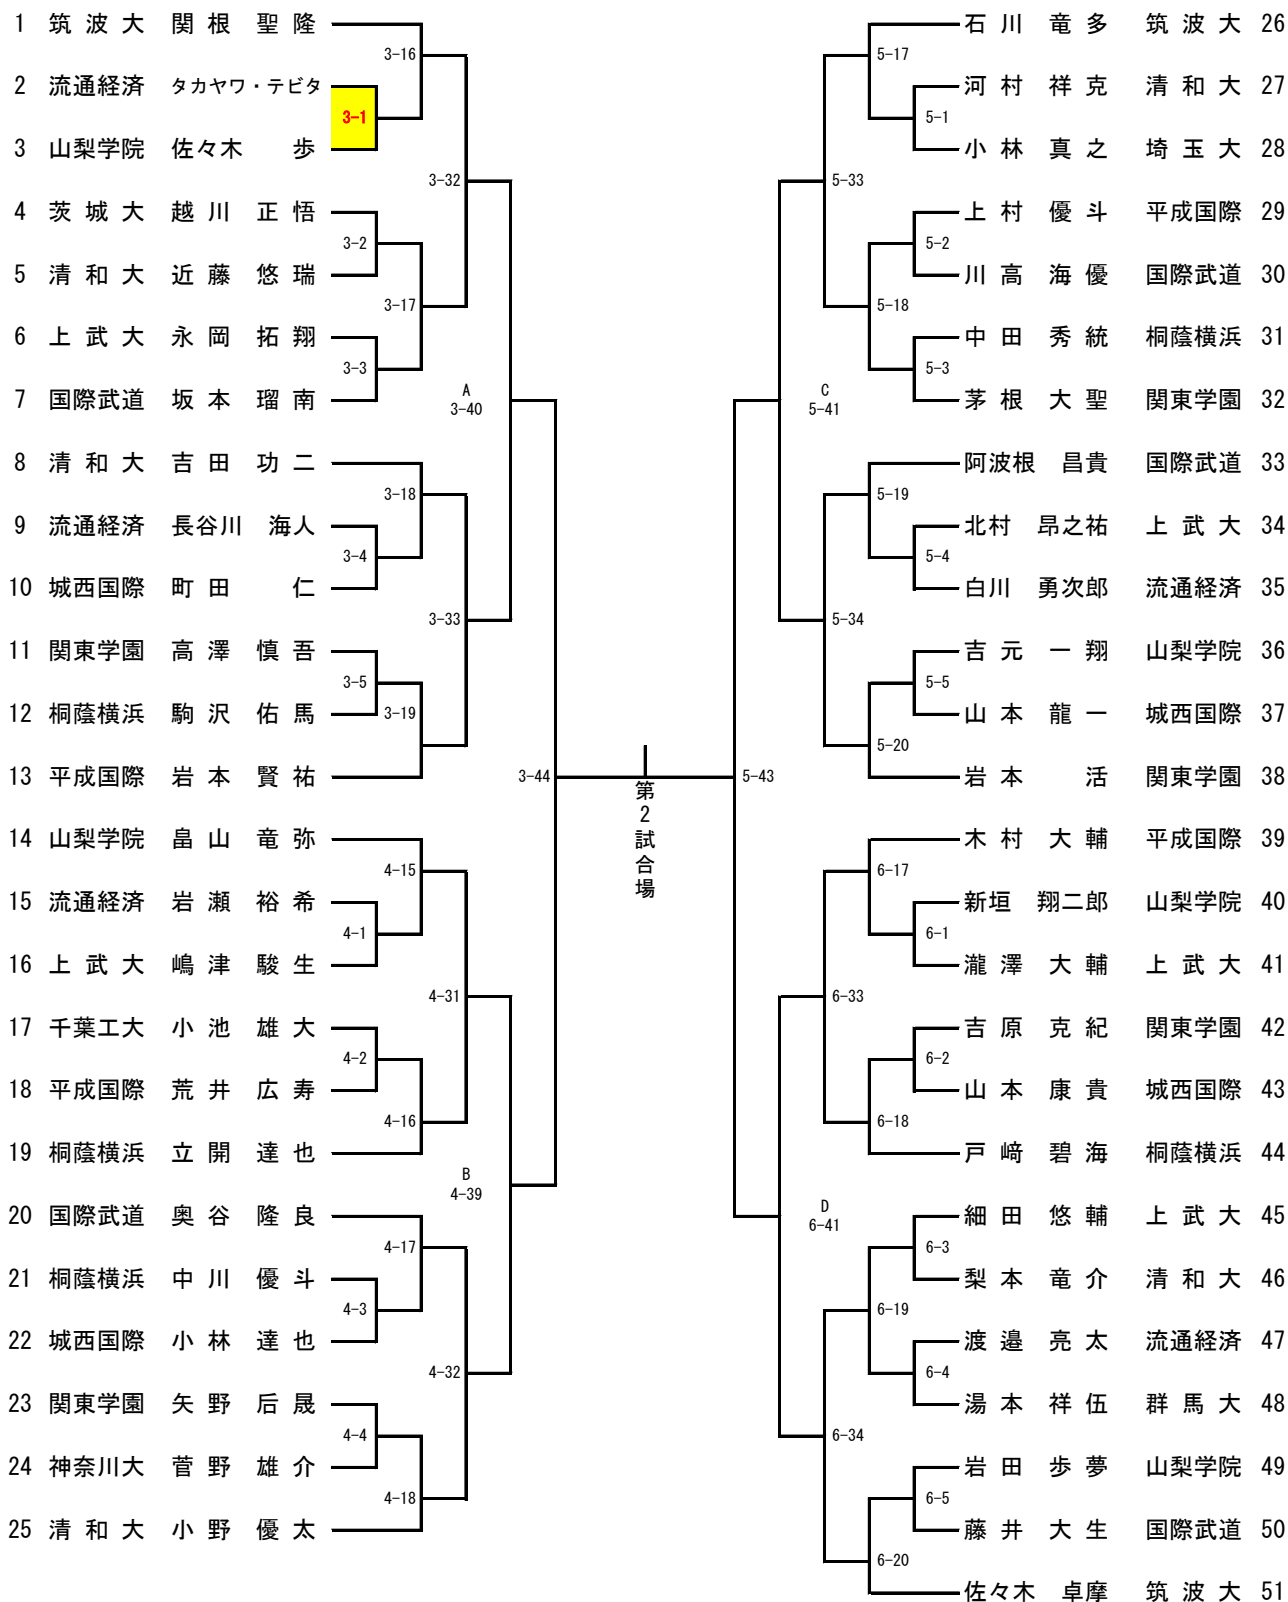 1 筑波大 関根 聖隆
3-16
2 流通経済 タカヤワ・テビタ
3-1
3 山梨学院 佐々木 歩
3-32
4 茨城大 越川 正悟
3-2
5 清和大 近藤 悠瑞
3-17
6 上武大 永岡 拓翔
3-3
7 国際武道 坂本 瑠南
A
3-40
8 清和大 吉田 功二
3-18
9 流通経済 長谷川 海人
3-4
10 城西国際 町田 仁
3-33
11 関東学園 高澤 慎吾
3-5
12 桐蔭横浜 駒沢 佑馬
3-19
13 平成国際 岩本 賢祐
3-44
14 山梨学院 畠山 竜弥
4-15
15 流通経済 岩瀬 裕希
4-1
16 上武大 嶋津 駿生
4-31
17 千葉工大 小池 雄大
4-2
18 平成国際 荒井 広寿
4-16
19 桐蔭横浜 立開 達也
B
4-39
20 国際武道 奥谷 隆良
4-17
21 桐蔭横浜 中川 優斗
4-3
22 城西国際 小林 達也
4-32
23 関東学園 矢野 后晟
4-4
24 神奈川大 菅野 雄介
4-18
25 清和大 小野 優太
第2試合場
石川 竜多 筑波大 26
5-17
河村 祥克 清和大 27
5-1
小林 真之 埼玉大 28
5-33
上村 優斗 平成国際 29
5-2
川高 海優 国際武道 30
5-18
中田 秀統 桐蔭横浜 31
5-3
茅根 大聖 関東学園 32
C
5-41
阿波根 昌貴 国際武道 33
5-19
北村 昂之祐 上武大 34
5-4
白川 勇次郎 流通経済 35
5-34
吉元 一翔 山梨学院 36
5-5
山本 龍一 城西国際 37
5-20
岩本 活 関東学園 38
5-43
木村 大輔 平成国際 39
6-17
新垣 翔二郎 山梨学院 40
6-1
瀧澤 大輔 上武大 41
6-33
吉原 克紀 関東学園 42
6-2
山本 康貴 城西国際 43
6-18
戸﨑 碧海 桐蔭横浜 44
D
6-41
細田 悠輔 上武大 45
6-3
梨本 竜介 清和大 46
6-19
渡邉 亮太 流通経済 47
6-4
湯本 祥伍 群馬大 48
6-34
岩田 歩夢 山梨学院 49
6-5
藤井 大生 国際武道 50
6-20
佐々木 卓摩 筑波大 51